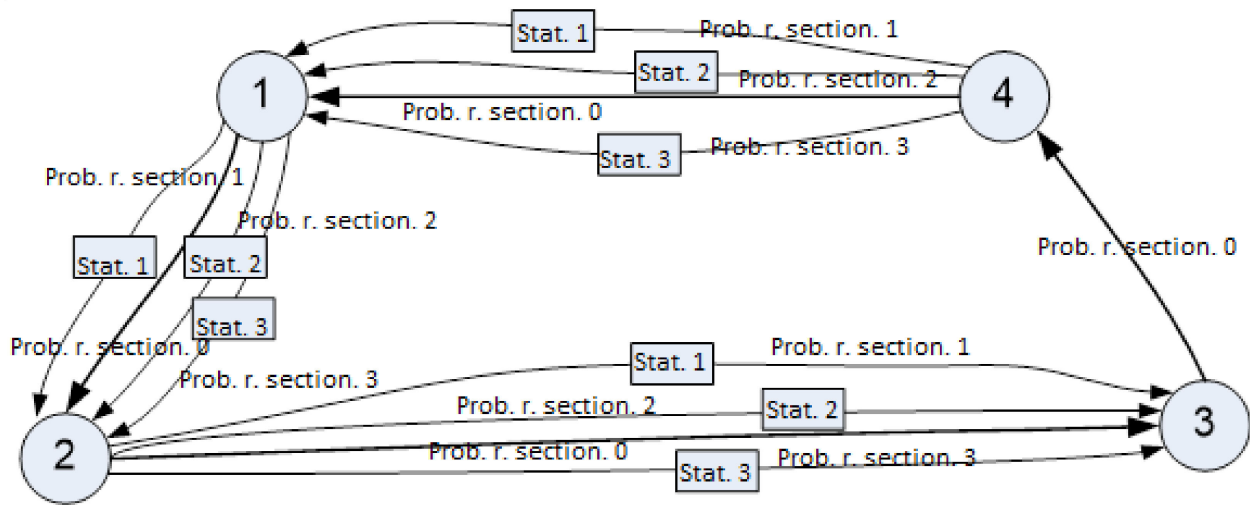 Stat. 1
Prob. r. section. 1
Stat. 2
Prob. r. section. 2
1
4
Prob. r. section. 0
Stat. 3
Prob. r. section. 3
Prob. r. section. 1
Prob. r. section. 2
Prob. r. section. 0
Stat. 1
Stat. 2
Stat. 3
Prob. r. section. 0
Prob. r. section. 1
Stat. 1
Prob. r. section. 3
Prob. r. section. 2
Stat. 2
3
2
Prob. r. section. 0
Prob. r. section. 3
Stat. 3